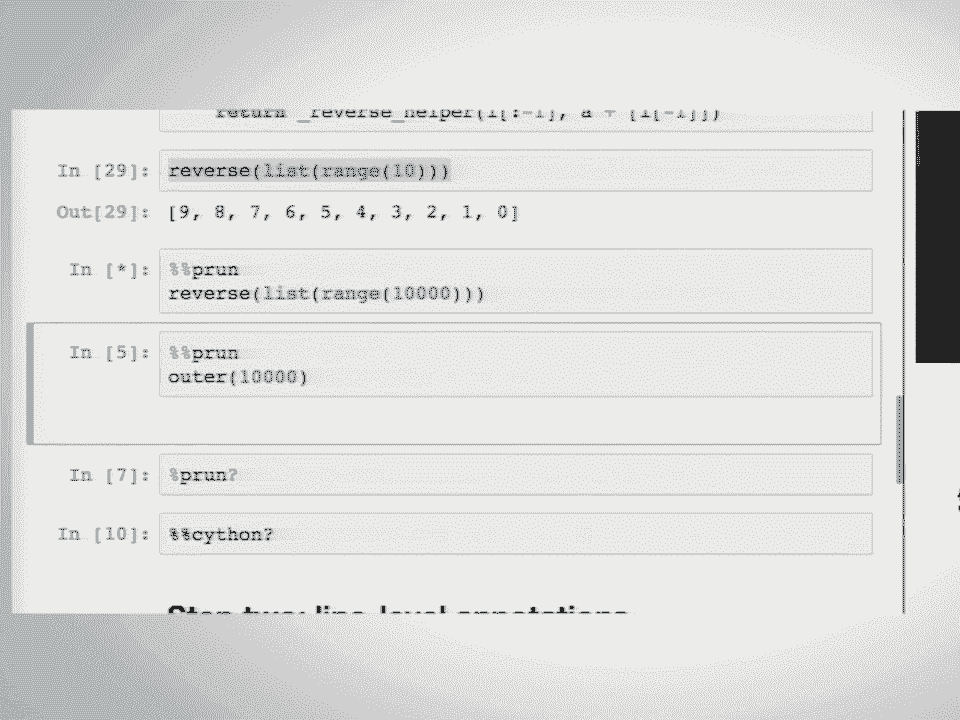 return _reverse_helper(l[:-1], a + [l[-1]])
In [29]: reverse(list(range(10)))
Out[29]: [9, 8, 7, 6, 5, 4, 3, 2, 1, 0]
In [*]: %%prun
reverse(list(range(10000)))
In [5]: %%prun
outer(10000)
In [7]: %prun?
In [10]: %%cython?
Step two: line-level annotations